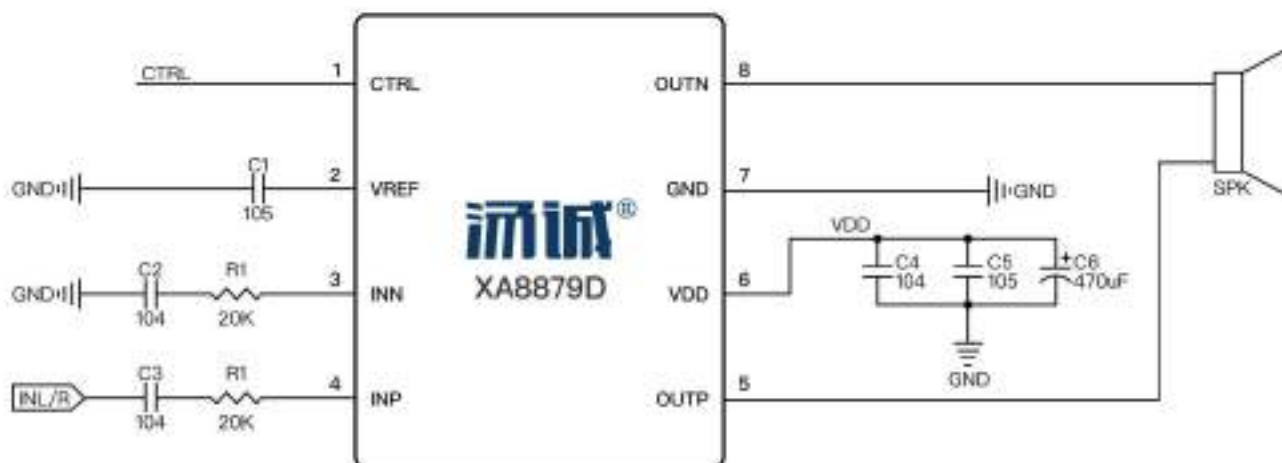 CTRL
1
CTRL
GND
C1
105
2
VREF
GND
C2
104
R1
20K
3
INN
INL/R
C3
104
R1
20K
4
INP
汤诚®
XA8879D
OUTN
8
GND
7
GND
VDD
6
VDD
C4
104
C5
105
+
C6
470uF
GND
OUTP
5
SPK